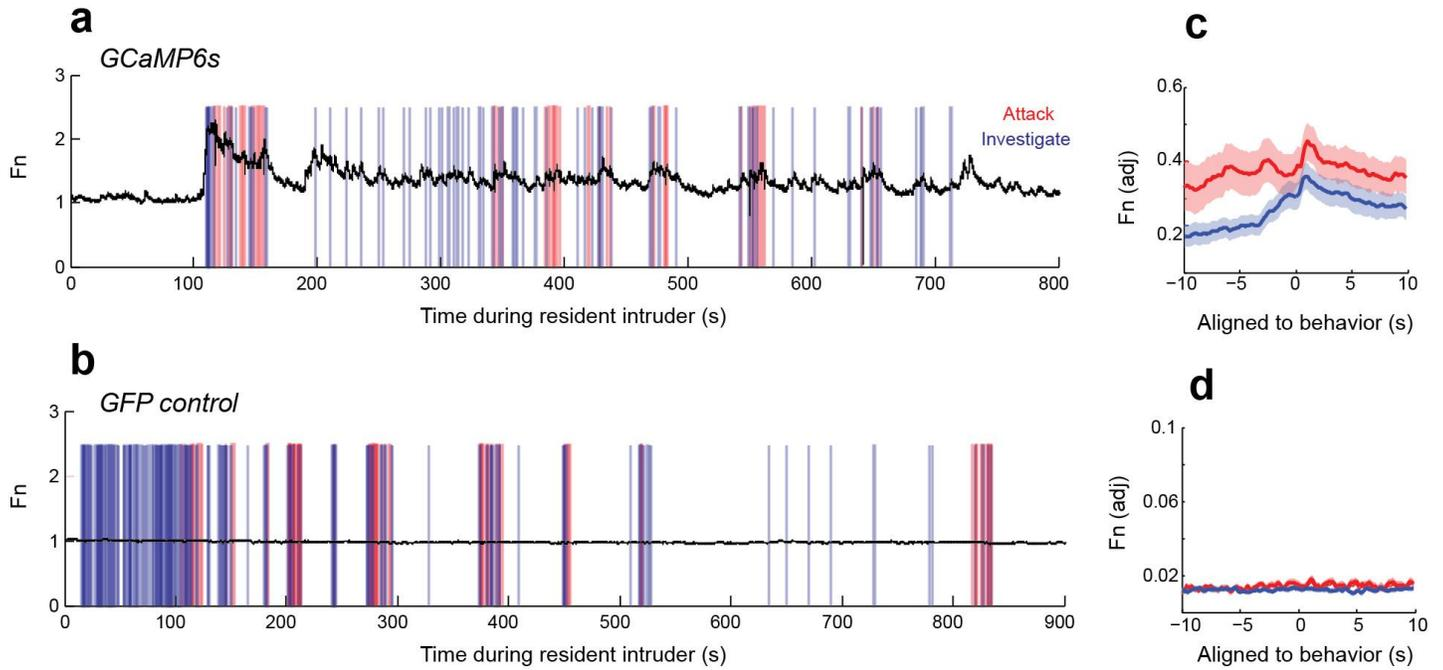 a
GCaMP6s
3
2
1
0
Fn
Attack
Investigate
0 100 200 300 400 500 600 700 800
Time during resident intruder (s)
c
0.6
0.4
0.2
Fn (adj)
−10 −5 0 5 10
Aligned to behavior (s)
b
GFP control
3
2
1
0
Fn
0 100 200 300 400 500 600 700 800 900
Time during resident intruder (s)
d
0.1
0.06
0.02
Fn (adj)
−10 −5 0 5 10
Aligned to behavior (s)